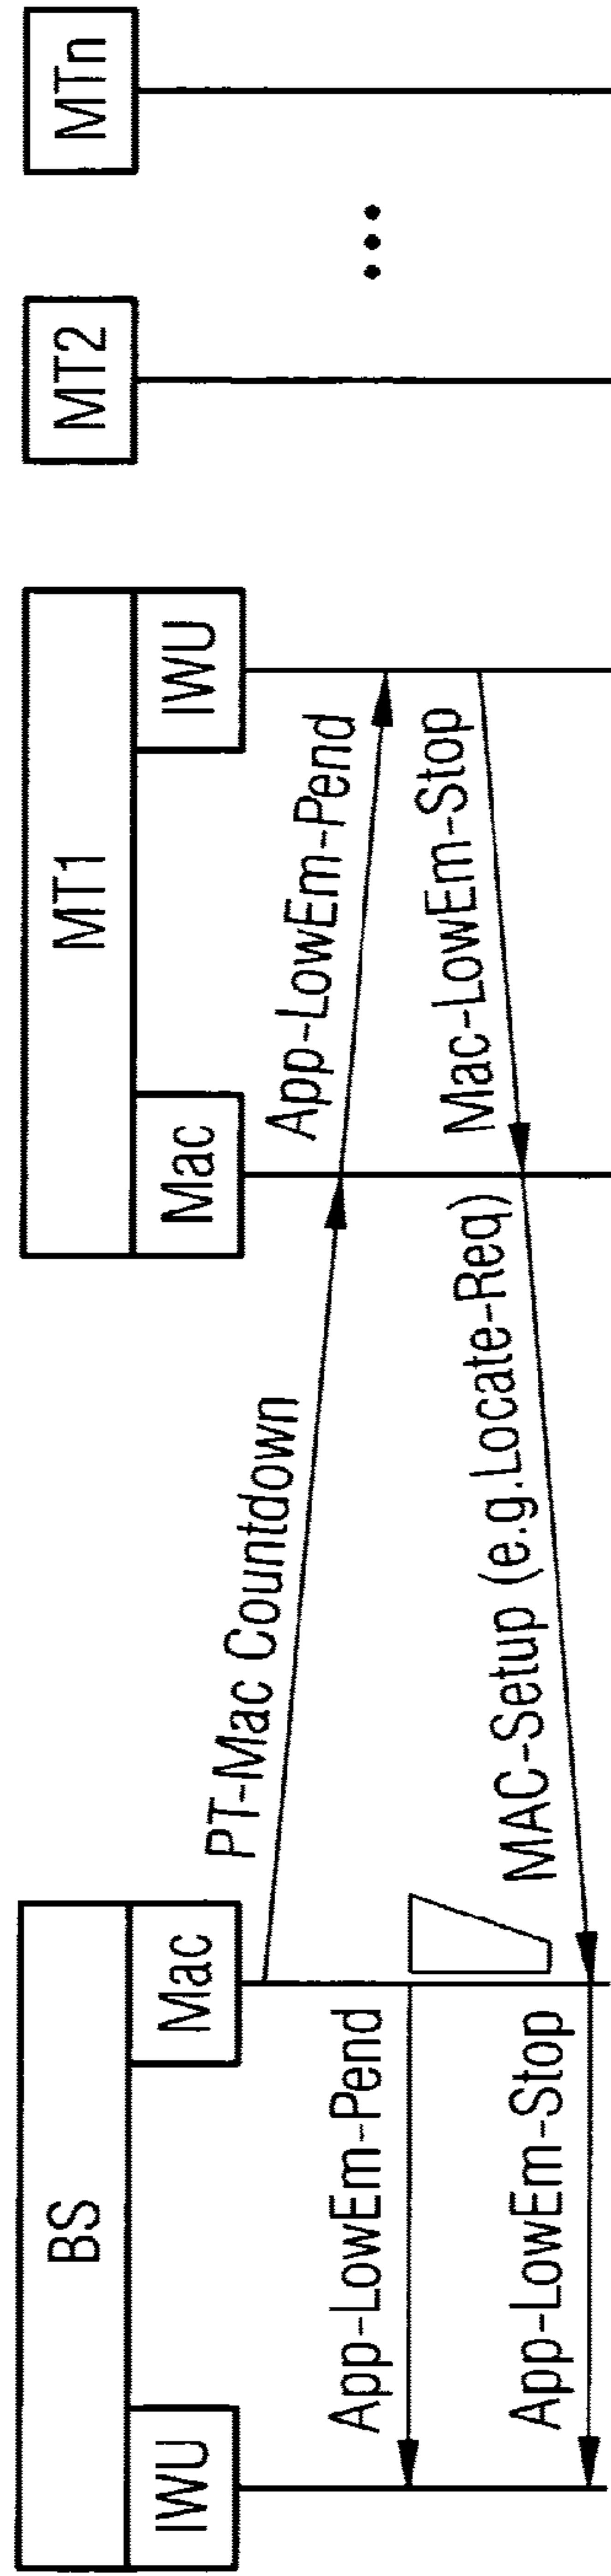 BS
MT1
MT2
MTn
IWU
Mac
Mac
IWU
PT-Mac Countdown
App-LowEm-Pend
App-LowEm-Pend
Mac-LowEm-Stop
MAC-Setup (e.g.Locate-Req)
App-LowEm-Stop